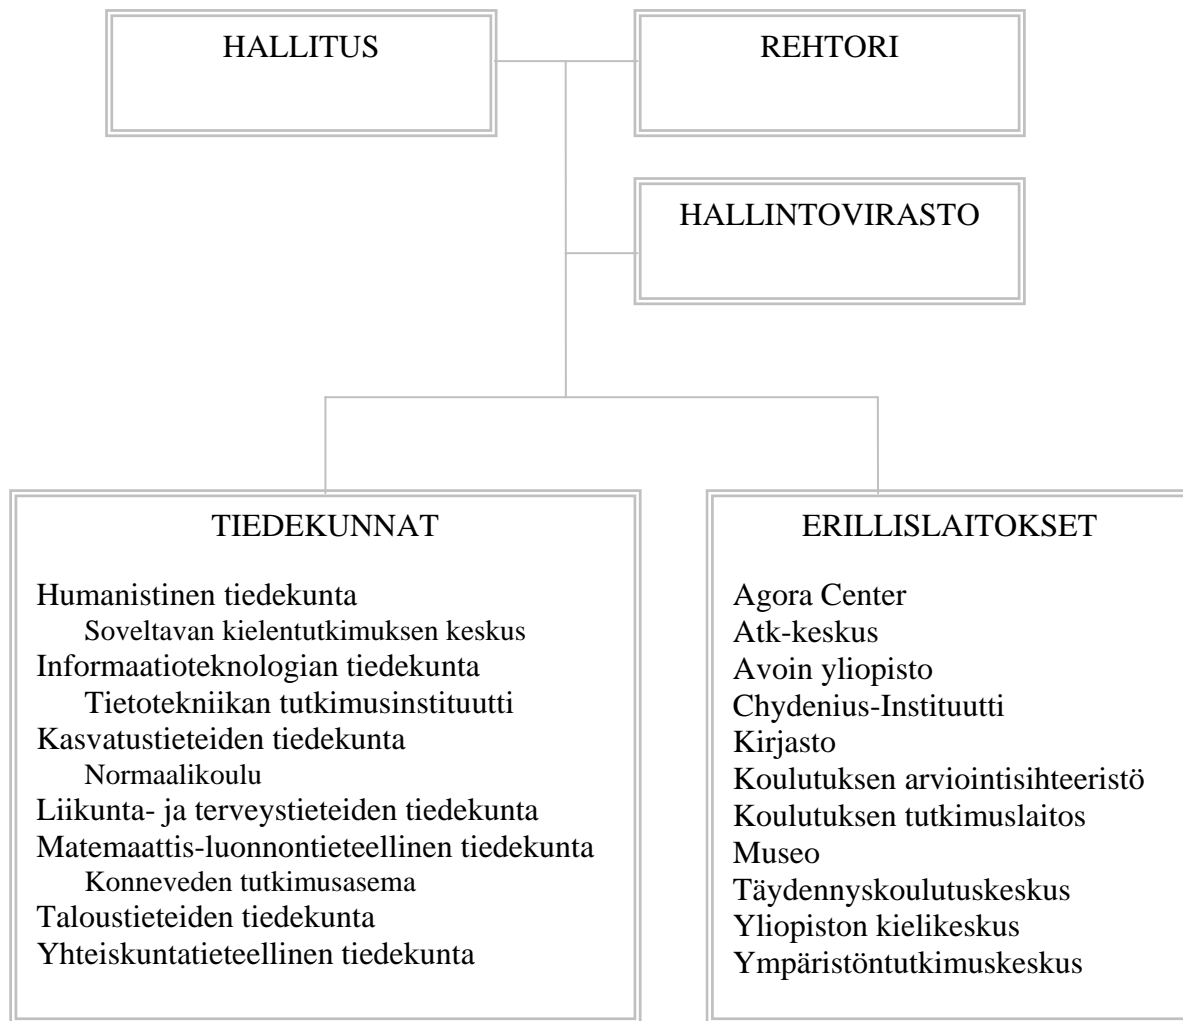 HALLITUS
REHTORI
HALLINTOVIRASTO
TIEDEKUNNAT
Humanistinen tiedekunta
Soveltavan kielentutkimuksen keskus
Informaatioteknologian tiedekunta
Tietotekniikan tutkimusinstituutti
Kasvatustieteiden tiedekunta
Normaalikoulu
Liikunta- ja terveystieteiden tiedekunta
Matemaattis-luonnontieteellinen tiedekunta
Konneveden tutkimusasema
Taloustieteiden tiedekunta
Yhteiskuntatieteellinen tiedekunta
ERILLISLAITOKSET
Agora Center
Atk-keskus
Avoin yliopisto
Chydenius-Instituutti
Kirjasto
Koulutuksen arviointisihteeristö
Koulutuksen tutkimuslaitos
Museo
Täydennyskoulutuskeskus
Yliopiston kielikeskus
Ympäristöntutkimuskeskus